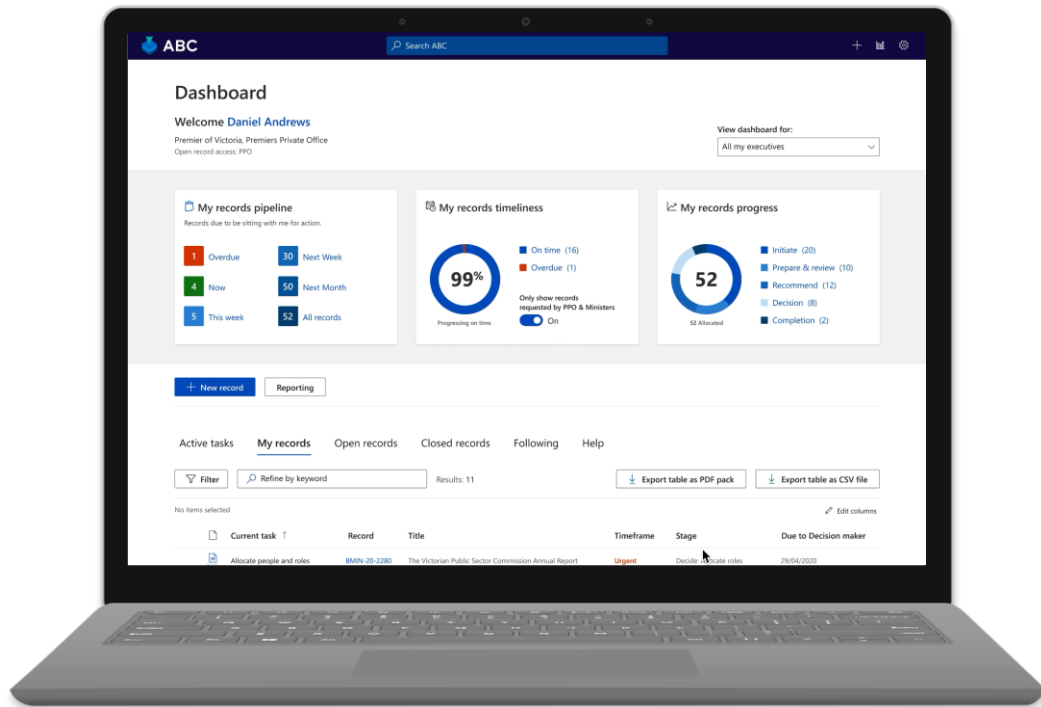 ABC
Search ABC
Dashboard
Welcome Daniel Andrews
Premier of Victoria, Premiers Private Office
Open record access: PPO
View dashboard for:
All my executives
My records pipeline
Records due to be sitting with me for action.
1 Overdue
30 Next Week
4 Now
50 Next Month
5 This week
52 All records
My records timeliness
99%
Progressing on time
On time (16)
Overdue (1)
Only show records
requested by PPO & Ministers
On
My records progress
52
52 Allocated
Initiate (20)
Prepare & review (10)
Recommend (12)
Decision (8)
Completion (2)
+ New record
Reporting
Active tasks My records Open records Closed records Following Help
Filter
Refine by keyword
Results: 11
Export table as PDF pack
Export table as CSV file
No items selected
Edit columns
Current task ↑ Record Title Timeframe Stage Due to Decision maker
Allocate people and roles BMIN-20-2280 The Victorian Public Sector Commission Annual Report Urgent Decide: Allocate roles 29/04/2020